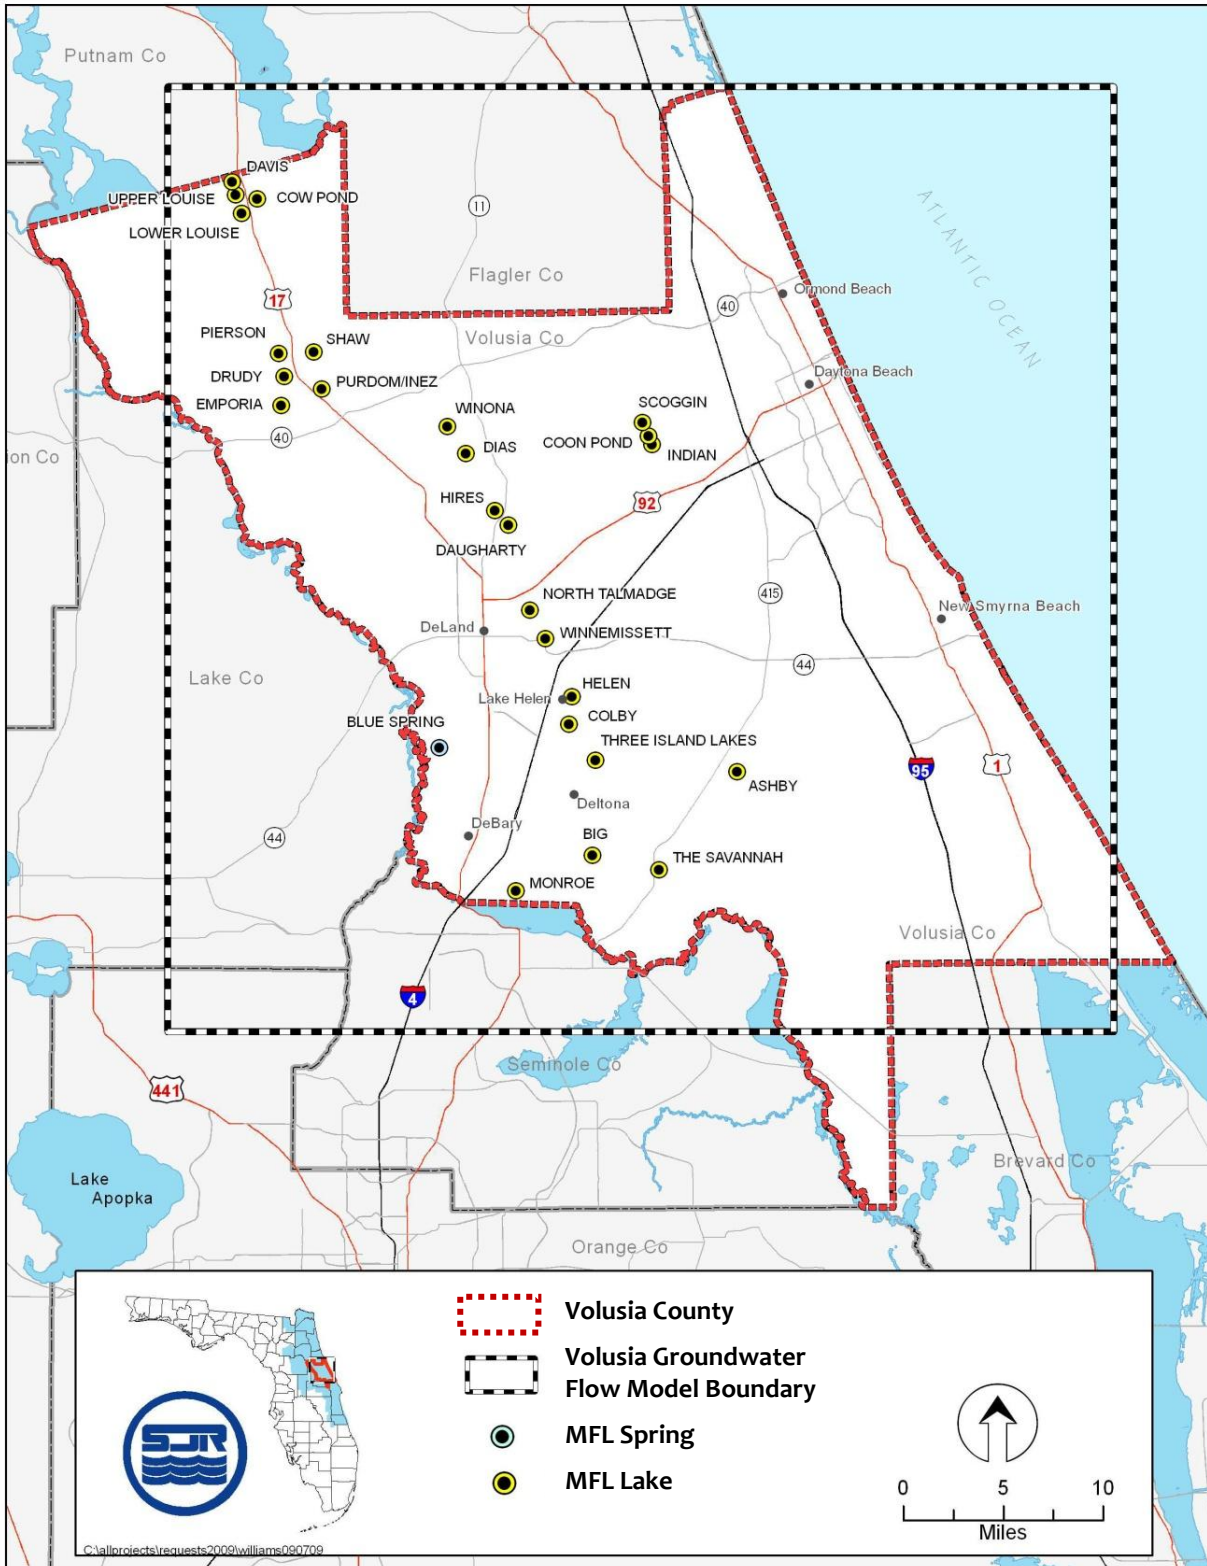 Putnam Co
DAVIS
UPPER LOUISE
COW POND
LOWER LOUISE
11
ATLANTIC OCEAN
Flagler Co
17
Ormond Beach
40
PIERSON
SHAW
Volusia Co
DRUDY
PURDOM/INEZ
Daytona Beach
EMPORIA
WINONA
SCOGGIN
40
DIAS
COON POND
INDIAN
ion Co
HIRES
92
DAUGHARTY
NORTH TALMADGE
415
New Smyrna Beach
DeLand
WINNEMISSETT
44
Lake Co
HELEN
Lake Helen
COLBY
BLUE SPRING
THREE ISLAND LAKES
95
1
ASHBY
Deltona
44
DeBary
BIG
THE SAVANNAH
MONROE
Volusia Co
4
Seminole Co
441
Brevard Co
Lake
Apopka
Orange Co
Volusia County
Volusia Groundwater
Flow Model Boundary
MFL Spring
MFL Lake
SJR
0 5 10
Miles
C:\allprojects\requests2009\williams090709